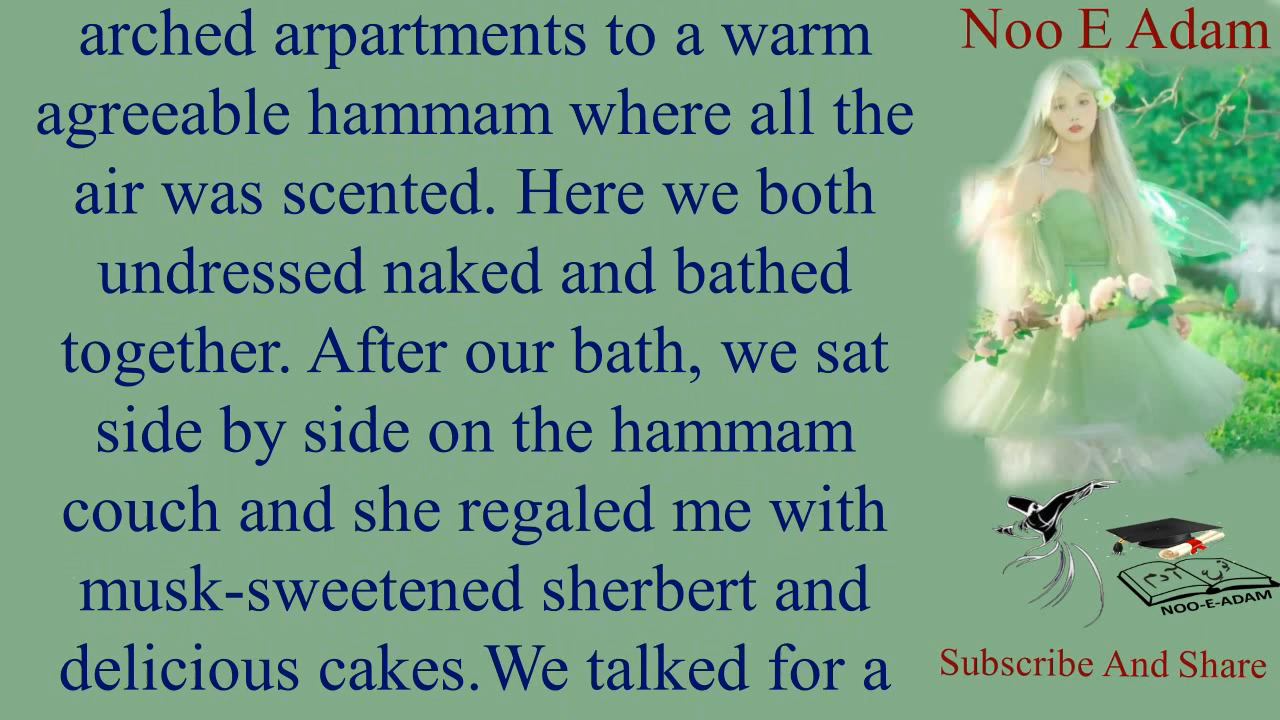 arched arpartments to a warm
agreeable hammam where all the
air was scented. Here we both
undressed naked and bathed
together. After our bath, we sat
side by side on the hammam
couch and she regaled me with
musk-sweetened sherbert and
delicious cakes.We talked for a
Noo E Adam
نوع آدم
NOO-E-ADAM
Subscribe And Share